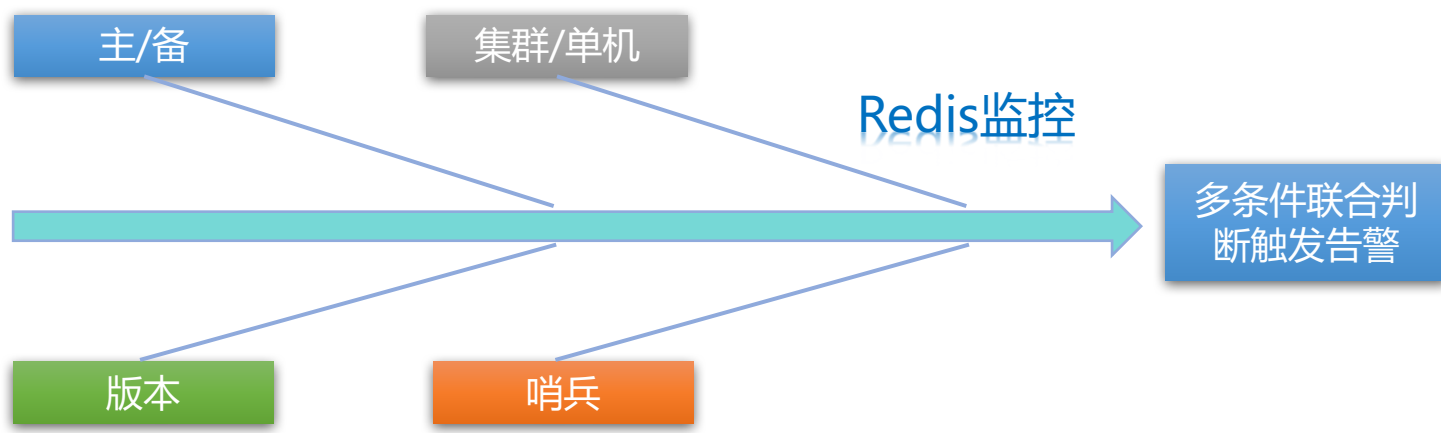 主/备
集群/单机
Redis监控
多条件联合判
断触发告警
版本
哨兵